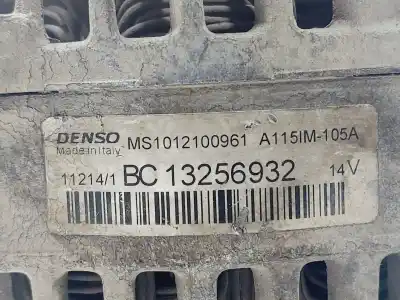 DENSO MS1012100961 A115IM-105A
Made in Italy
11214/1 BC 13256932 14V